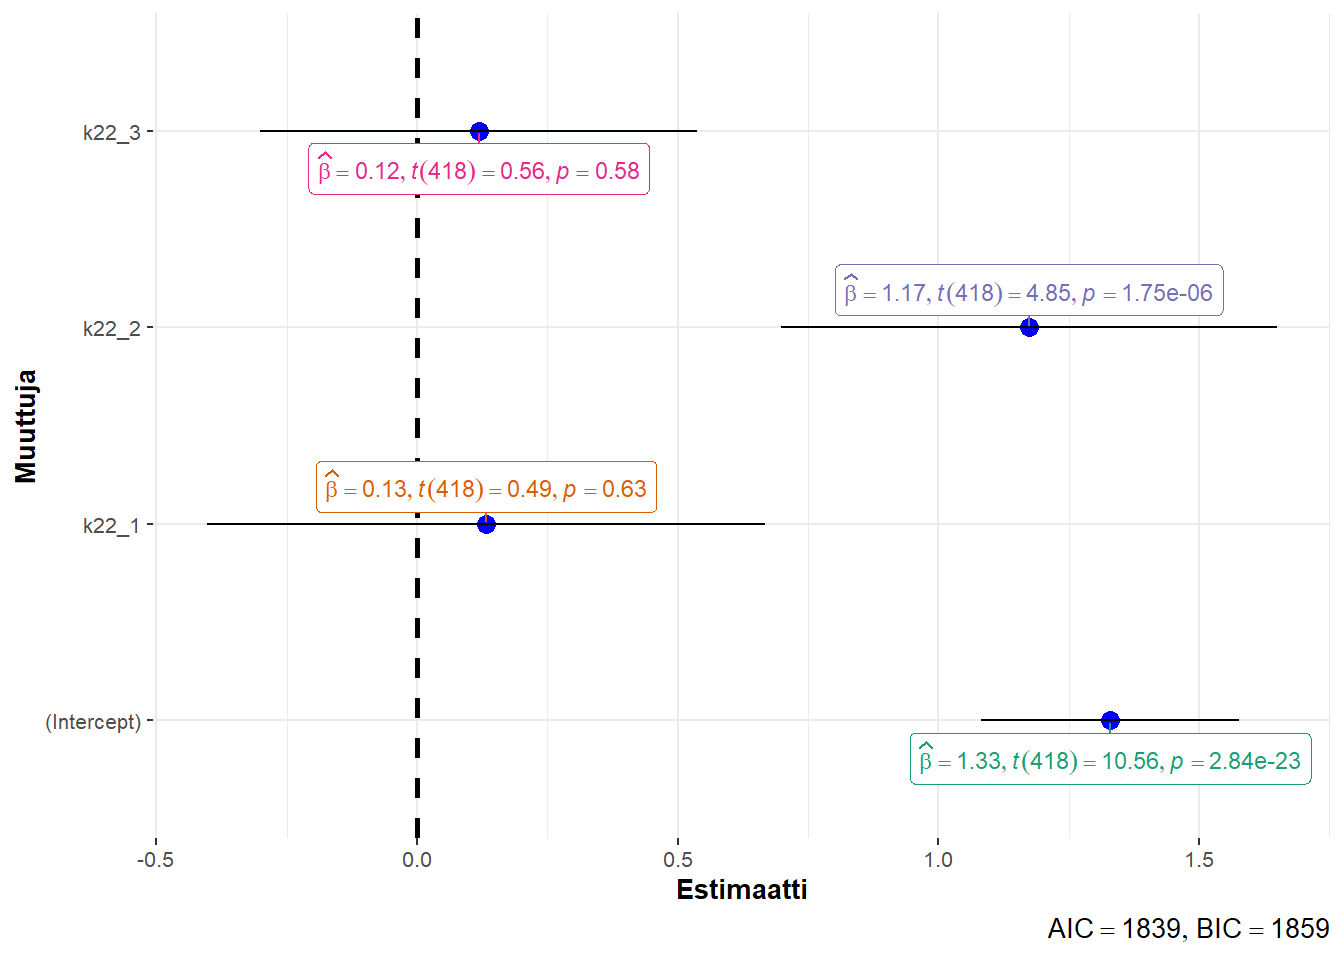 k22_3
β̂ = 0.12, t(418) = 0.56, p = 0.58
β̂ = 1.17, t(418) = 4.85, p = 1.75e-06
k22_2
Muuttuja
β̂ = 0.13, t(418) = 0.49, p = 0.63
k22_1
(Intercept)
β̂ = 1.33, t(418) = 10.56, p = 2.84e-23
-0.5 0.0 0.5 1.0 1.5
Estimaatti
AIC = 1839, BIC = 1859